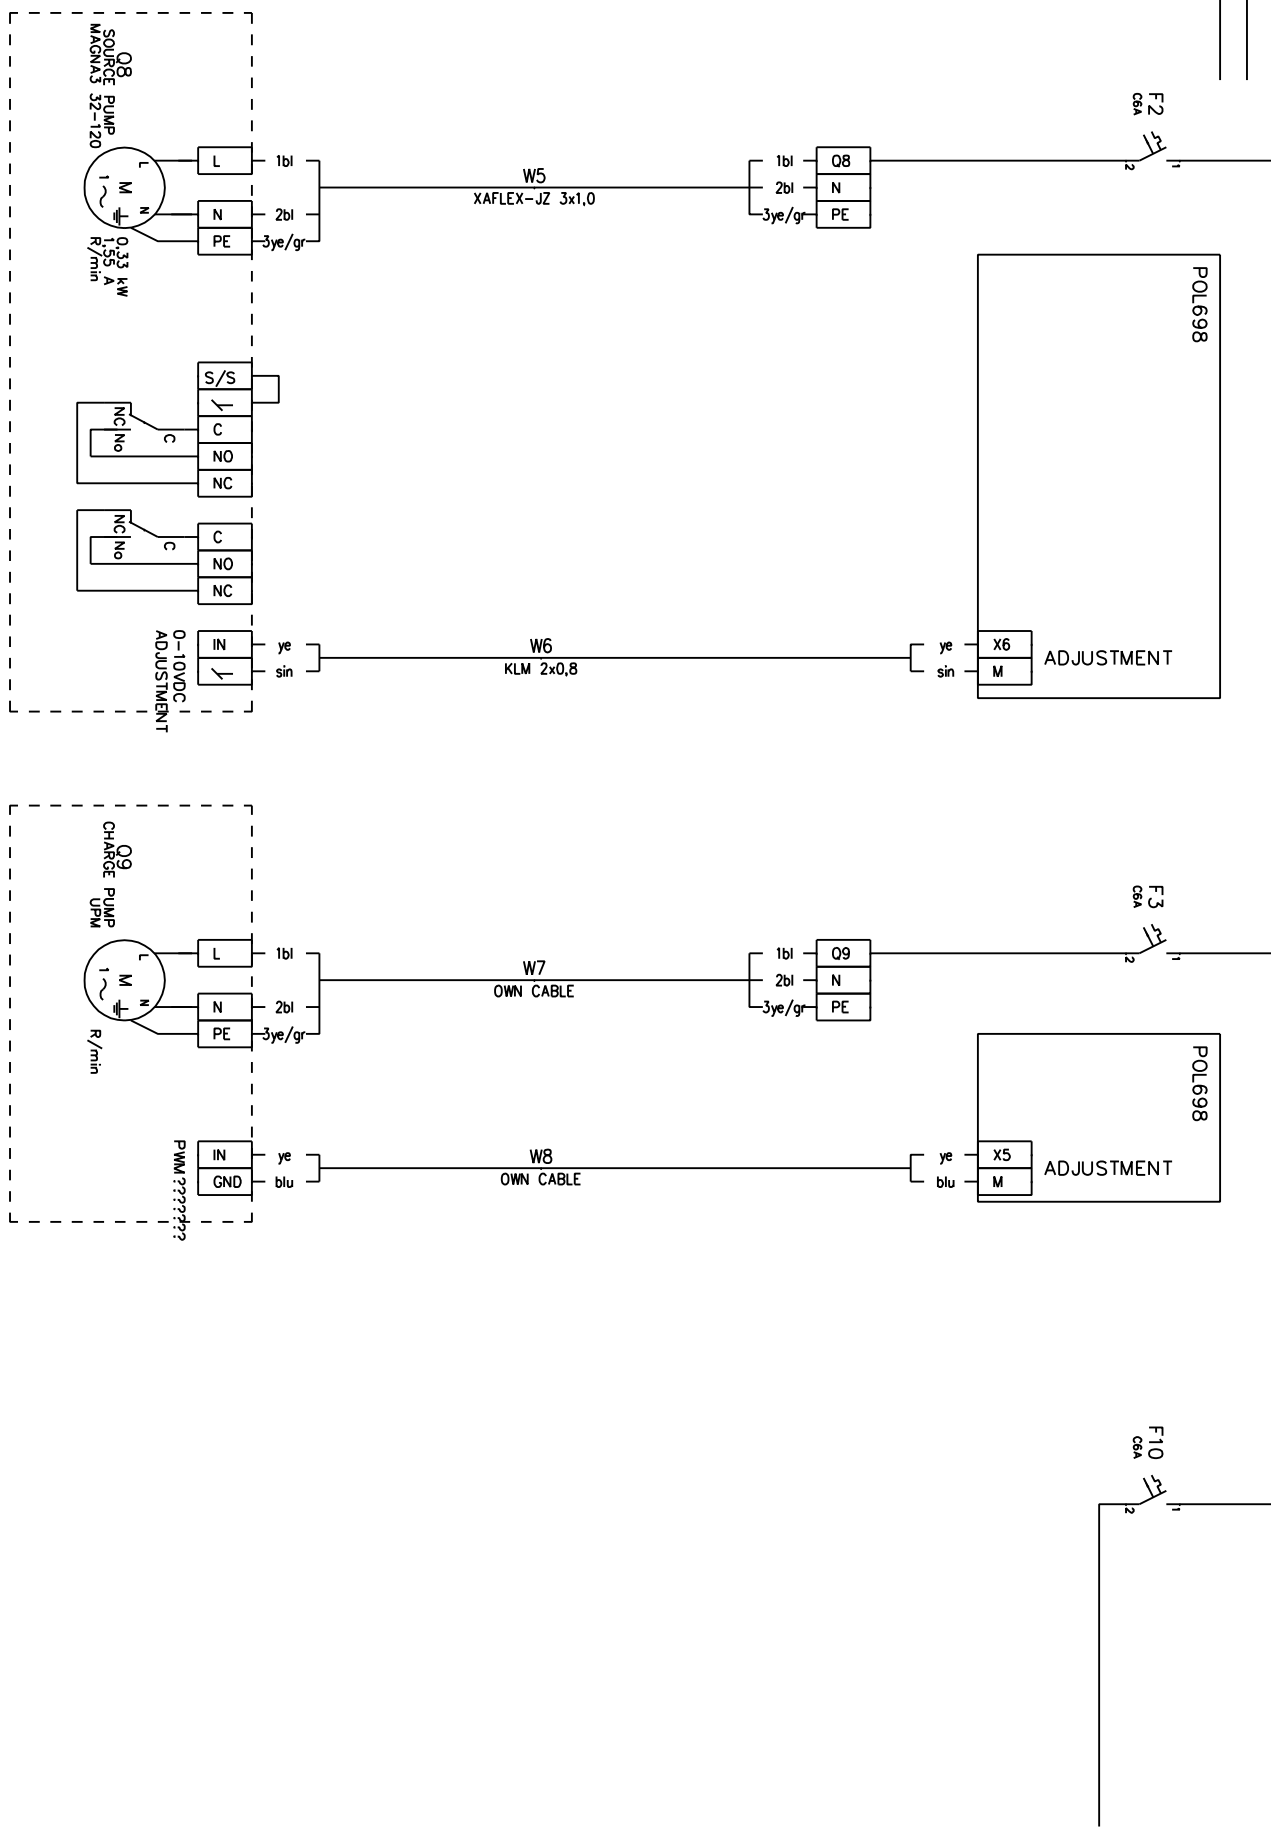 F2
C6A
1
2
Q8
SOURCE PUMP
MAGNA3 32-120
L
M
1
N
0,33 kW
1,55 A
R/min
L
N
PE
1bl
2bl
3ye/gr
W5
XAFLEX-JZ 3x1,0
1bl
2bl
3ye/gr
Q8
N
PE
POL698
S/S
C
NO
NC
NC
No
C
C
NO
NC
NC
No
C
0-10VDC
ADJUSTMENT
IN
ye
sin
W6
KLM 2x0,8
ye
sin
X6
M
ADJUSTMENT
F3
C6A
1
2
Q9
CHARGE PUMP
UPM
L
M
1
N
R/min
L
N
PE
1bl
2bl
3ye/gr
W7
OWN CABLE
1bl
2bl
3ye/gr
Q9
N
PE
POL698
PWM???????
IN
GND
ye
blu
W8
OWN CABLE
ye
blu
X5
M
ADJUSTMENT
F10
C6A
1
2